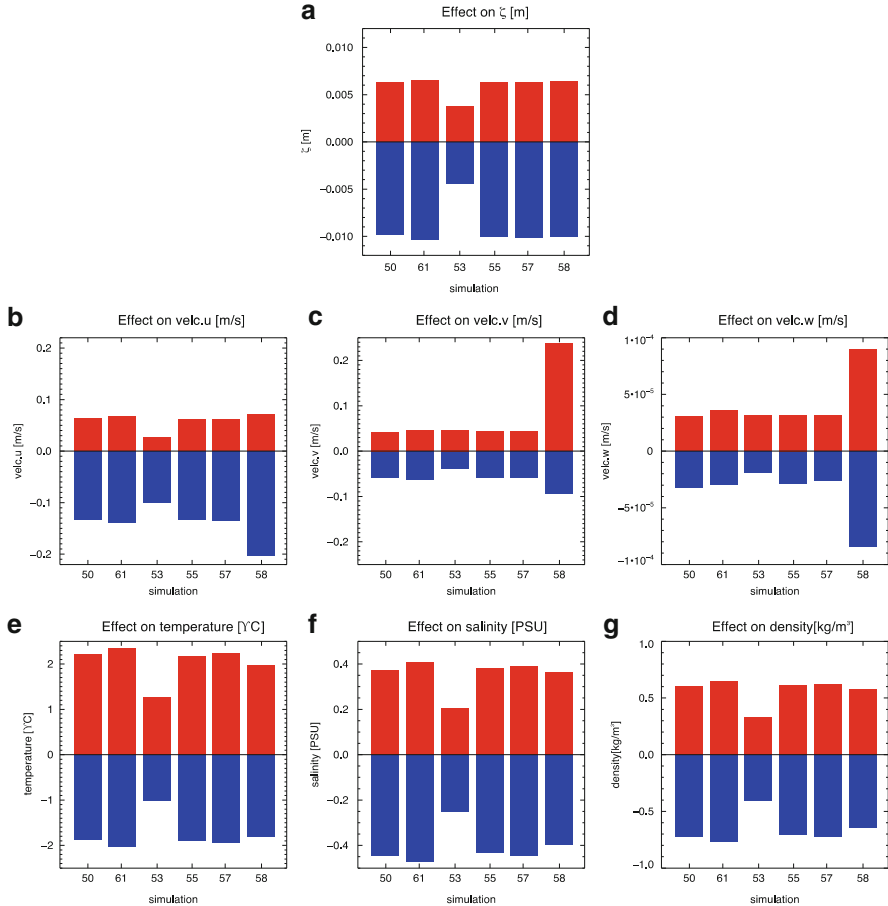 a Effect on ζ [m]
0.010
0.005
0.000
−0.005
−0.010
ζ [m]
50 61 53 55 57 58
simulation
b Effect on velc.u [m/s]
0.2
0.1
0.0
−0.1
−0.2
velc.u [m/s]
50 61 53 55 57 58
simulation
c Effect on velc.v [m/s]
0.2
0.1
0.0
−0.1
−0.2
velc.v [m/s]
50 61 53 55 57 58
simulation
d Effect on velc.w [m/s]
1•10⁻⁴
5•10⁻⁵
0
−5•10⁻⁵
−1•10⁻⁴
velc.w [m/s]
50 61 53 55 57 58
simulation
e Effect on temperature [ϒC]
2
1
0
−1
−2
temperature [ϒC]
50 61 53 55 57 58
simulation
f Effect on salinity [PSU]
0.4
0.2
0.0
−0.2
−0.4
salinity [PSU]
50 61 53 55 57 58
simulation
g Effect on density[kg/m³]
1.0
0.5
0.0
−0.5
−1.0
density[kg/m³]
50 61 53 55 57 58
simulation